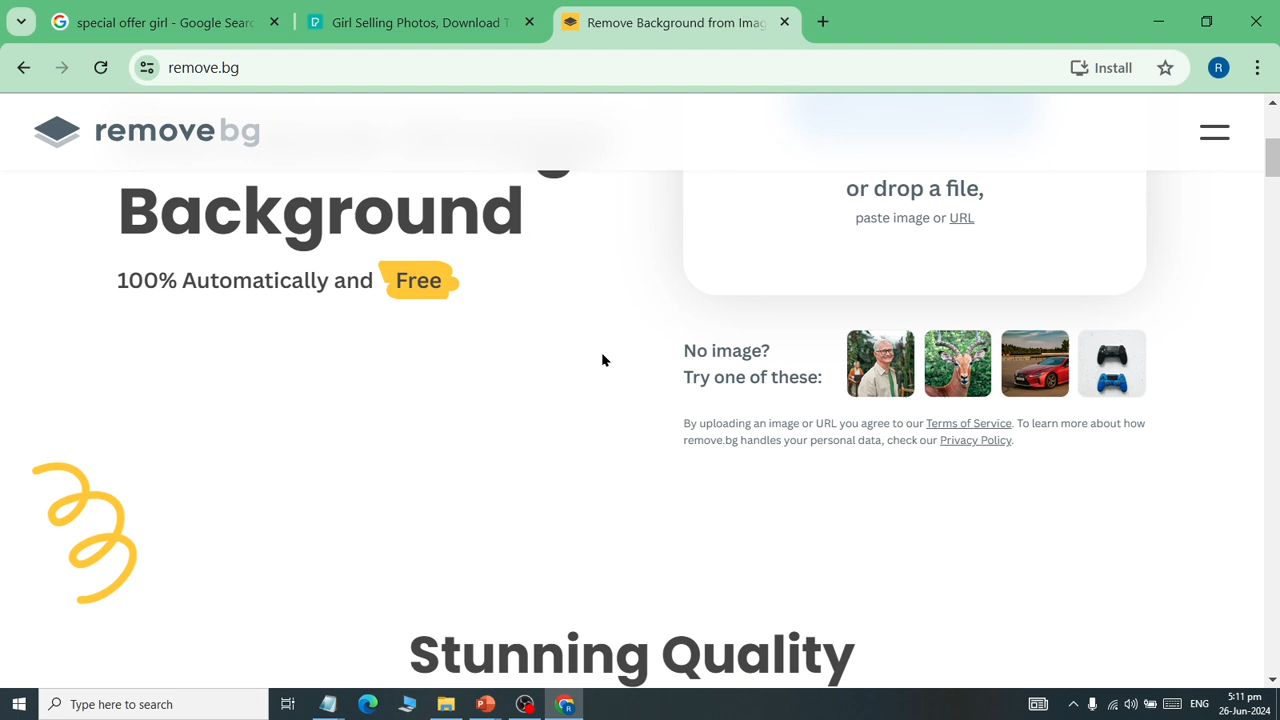 special offer girl - Google Searc
Girl Selling Photos, Download T
Remove Background from Imag
remove.bg
Install
R
removebg
Background
100% Automatically and Free
or drop a file,
paste image or URL
No image?
Try one of these:
By uploading an image or URL you agree to our Terms of Service. To learn more about how
remove.bg handles your personal data, check our Privacy Policy.
Stunning Quality
Type here to search
ENG
5:11 pm
26-Jun-2024